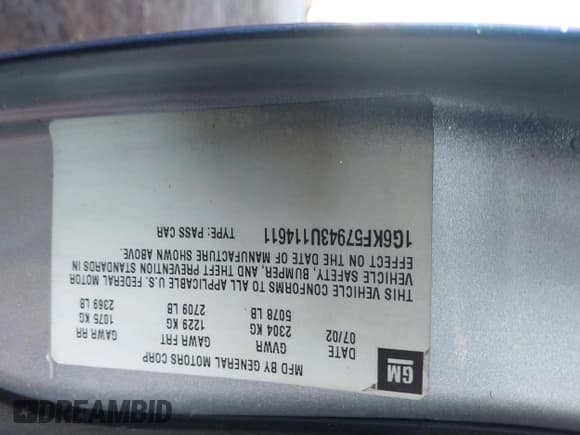 GM
MFD BY GENERAL MOTORS CORP
DATE GVWR GAWR FRT GAWR RR
07/02 2304 KG 1229 KG 1075 KG
5078 LB 2709 LB 2369 LB
THIS VEHICLE CONFORMS TO ALL APPLICABLE U.S. FEDERAL MOTOR
VEHICLE SAFETY, BUMPER, AND THEFT PREVENTION STANDARDS IN
EFFECT ON THE DATE OF MANUFACTURE SHOWN ABOVE.
1G6KF57943U114611 TYPE: PASS CAR
DREAMBID